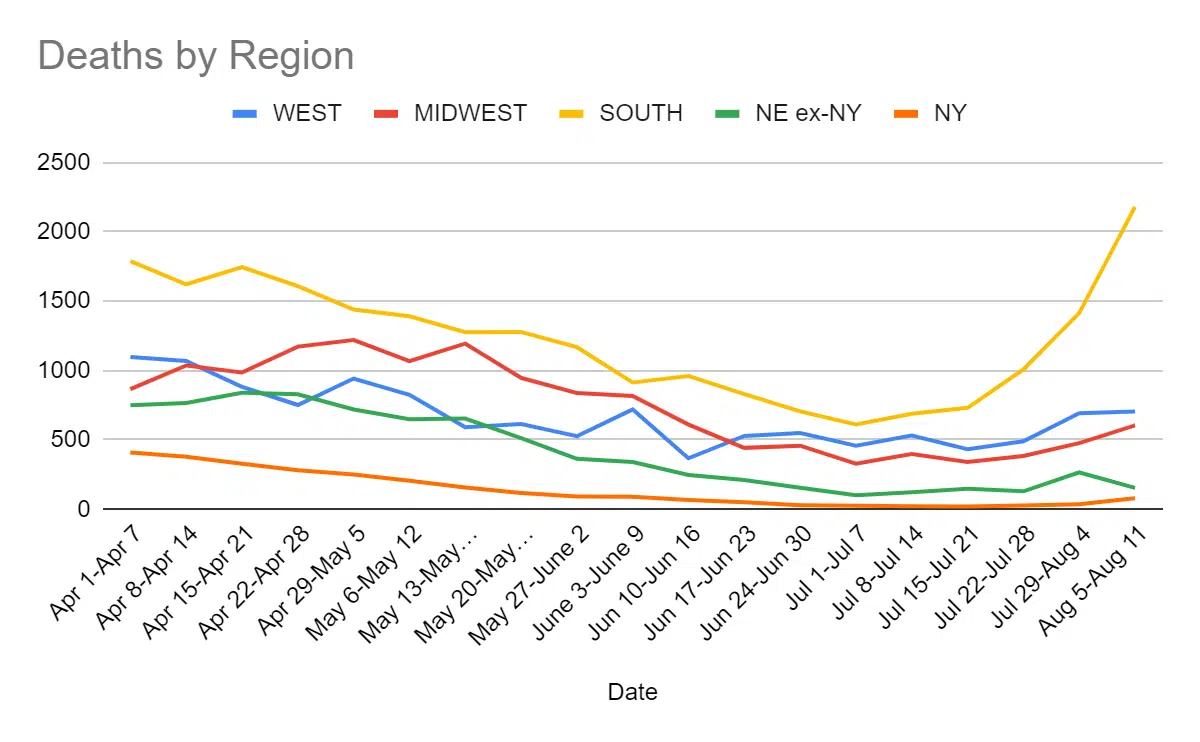 Deaths by Region
WEST MIDWEST SOUTH NE ex-NY NY
2500
2000
1500
1000
500
0
Apr 1-Apr 7
Apr 8-Apr 14
Apr 15-Apr 21
Apr 22-Apr 28
Apr 29-May 5
May 6-May 12
May 13-May…
May 20-May…
May 27-June 2
June 3-June 9
Jun 10-Jun 16
Jun 17-Jun 23
Jun 24-Jun 30
Jul 1-Jul 7
Jul 8-Jul 14
Jul 15-Jul 21
Jul 22-Jul 28
Jul 29-Aug 4
Aug 5-Aug 11
Date